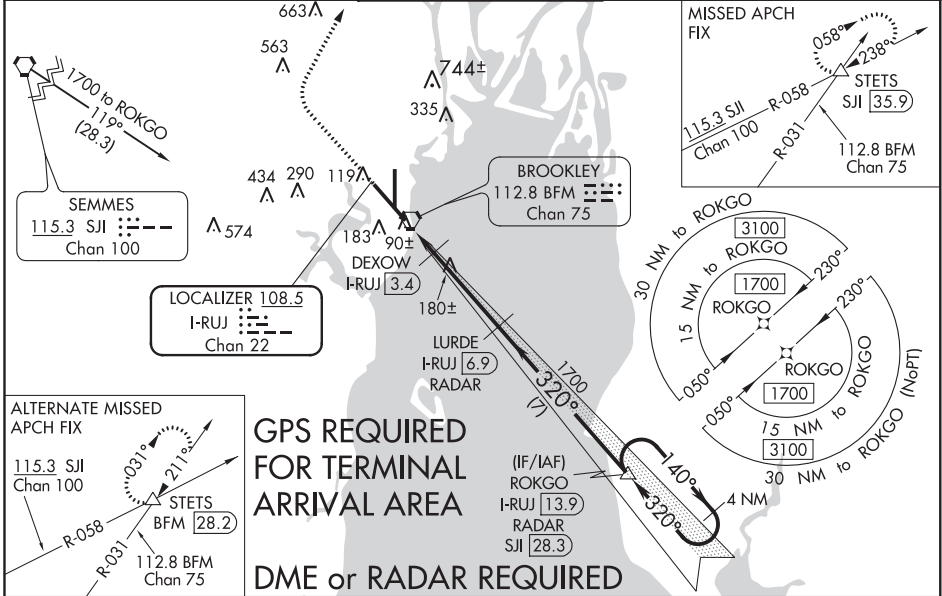 663
563
744±
335
1700 to ROKGO
119°
(28.3)
SEMMES
115.3 SJI
Chan 100
434
290
119
574
183
90±
BROOKLEY
112.8 BFM
Chan 75
DEXOW
I-RUJ 3.4
180±
LOCALIZER 108.5
I-RUJ
Chan 22
LURDE
I-RUJ 6.9
RADAR
1700
320°
(7)
MISSED APCH
FIX
058°
238°
STETS
SJI 35.9
115.3 SJI
Chan 100
R-058
R-031
112.8 BFM
Chan 75
30 NM to ROKGO
3100
15 NM to ROKGO
1700
ROKGO
230°
050°
230°
050°
ROKGO
1700
15 NM to ROKGO
3100
30 NM to ROKGO (NoPT)
ALTERNATE MISSED
APCH FIX
115.3 SJI
Chan 100
031°
211°
STETS
BFM 28.2
R-058
R-031
112.8 BFM
Chan 75
GPS REQUIRED
FOR TERMINAL
ARRIVAL AREA
(IF/IAF)
ROKGO
I-RUJ 13.9
RADAR
SJI 28.3
140°
320°
4 NM
DME or RADAR REQUIRED